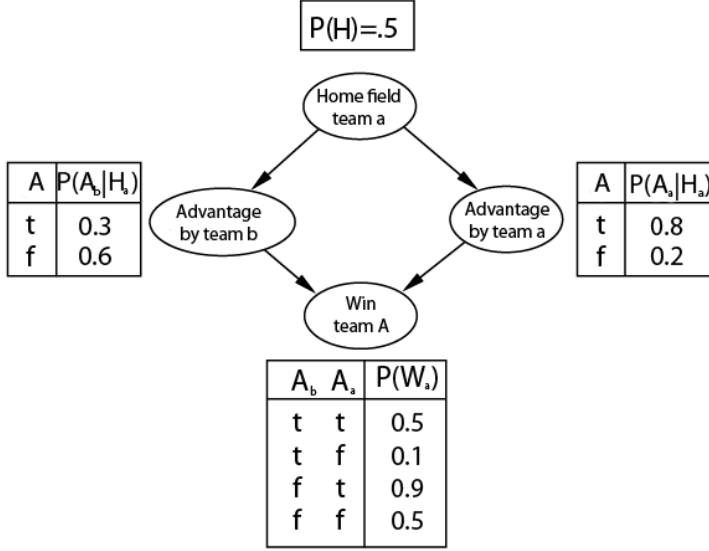 P(H)=.5
Home field
team a
A P(Ab|Ha)
t 0.3
f 0.6
Advantage
by team b
Advantage
by team a
A P(Aa|Ha)
t 0.8
f 0.2
Win
team A
Ab Aa P(Wa)
t t 0.5
t f 0.1
f t 0.9
f f 0.5